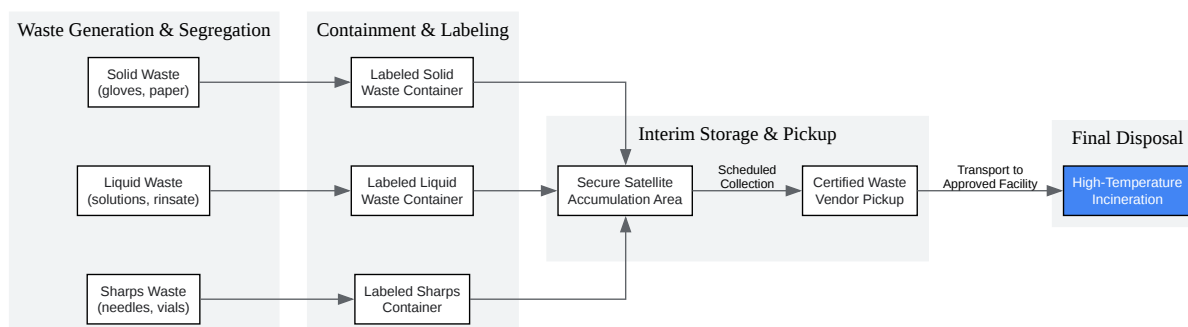 Waste Generation & Segregation
Solid Waste
(gloves, paper)
Liquid Waste
(solutions, rinsate)
Sharps Waste
(needles, vials)
Containment & Labeling
Labeled Solid
Waste Container
Labeled Liquid
Waste Container
Labeled Sharps
Container
Interim Storage & Pickup
Secure Satellite
Accumulation Area
Scheduled
Collection
Certified Waste
Vendor Pickup
Transport to
Approved Facility
Final Disposal
High-Temperature
Incineration